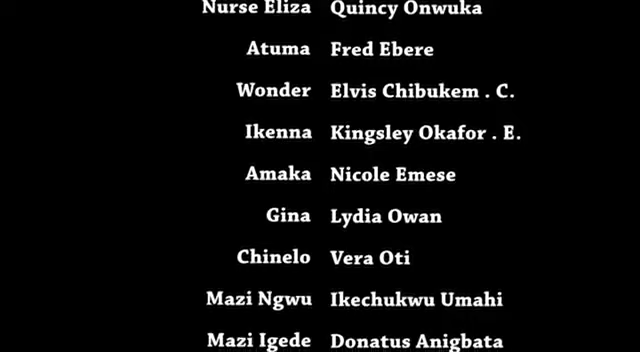 Nurse Eliza Quincy Onwuka
Atuma Fred Ebere
Wonder Elvis Chibukem . C.
Ikenna Kingsley Okafor . E.
Amaka Nicole Emese
Gina Lydia Owan
Chinelo Vera Oti
Mazi Ngwu Ikechukwu Umahi
Mazi Igede Donatus Anigbata